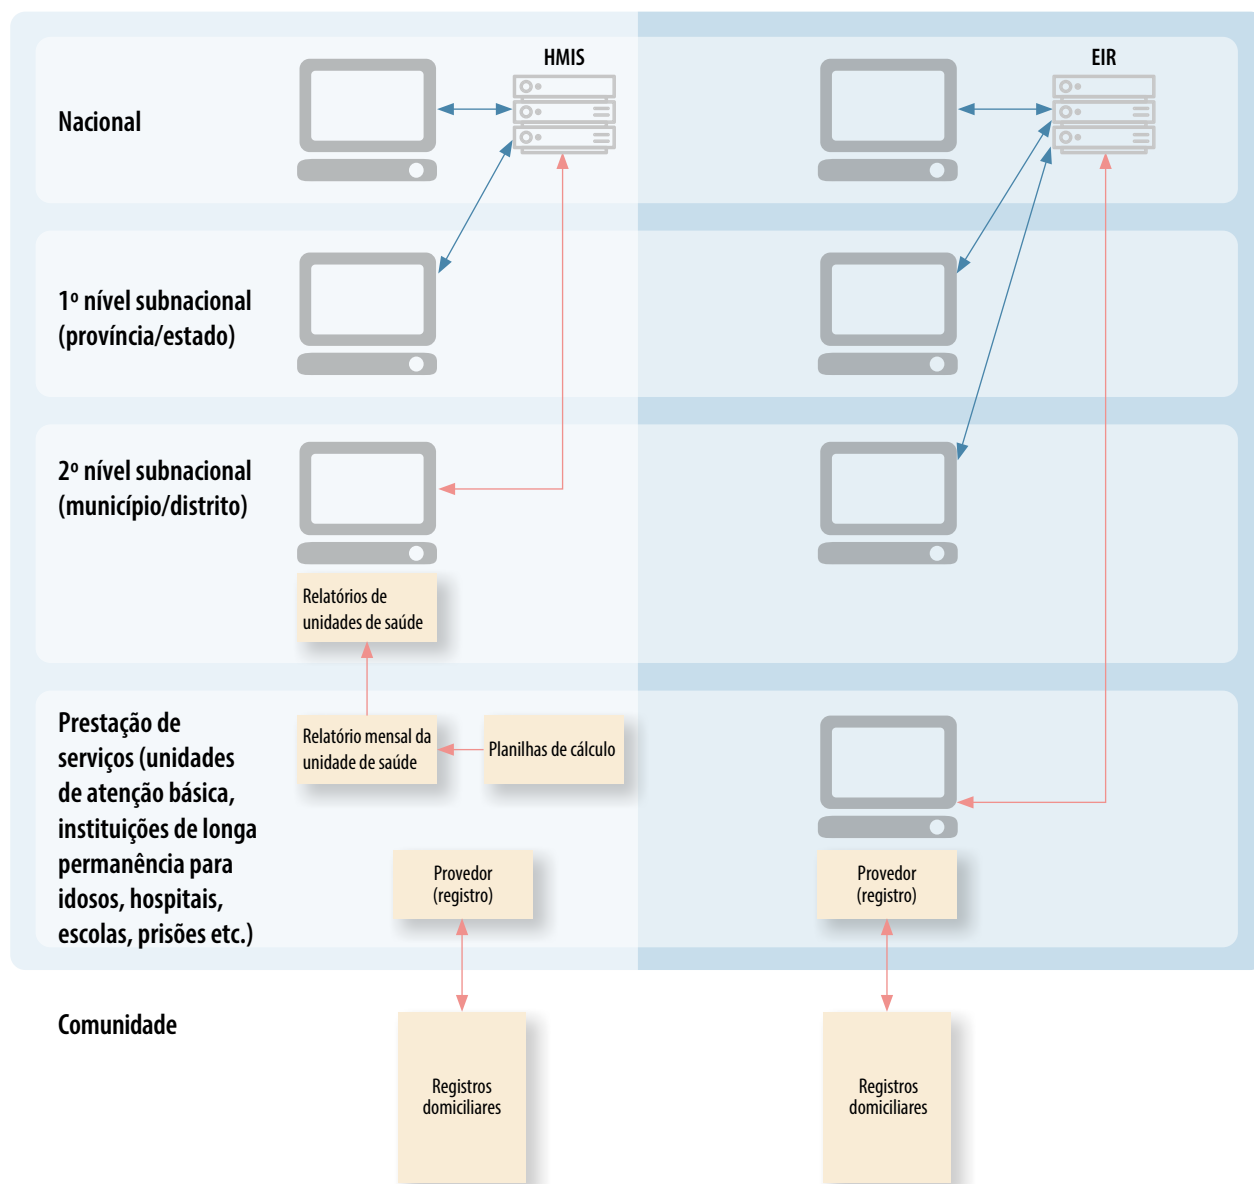 HMIS
EIR
Nacional
1º nível subnacional
(província/estado)
2º nível subnacional
(município/distrito)
Relatórios de
unidades de saúde
Prestação de
serviços (unidades
de atenção básica,
instituições de longa
permanência para
idosos, hospitais,
escolas, prisões etc.)
Relatório mensal da
unidade de saúde
Planilhas de cálculo
Provedor
(registro)
Provedor
(registro)
Comunidade
Registros
domiciliares
Registros
domiciliares